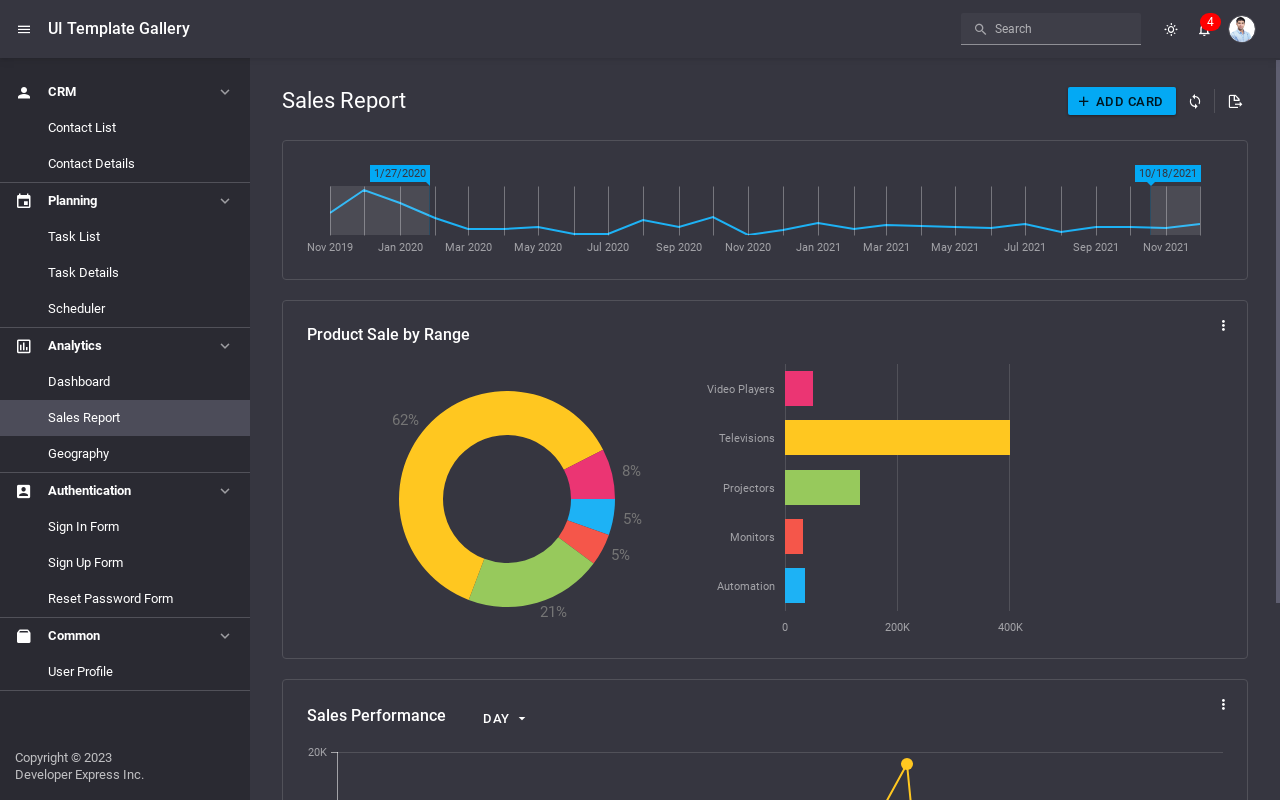 UI Template Gallery
Search
4
CRM
Contact List
Contact Details
Planning
Task List
Task Details
Scheduler
Analytics
Dashboard
Sales Report
Geography
Authentication
Sign In Form
Sign Up Form
Reset Password Form
Common
User Profile
Copyright © 2023
Developer Express Inc.
Sales Report
ADD CARD
1/27/2020
10/18/2021
Nov 2019 Jan 2020 Mar 2020 May 2020 Jul 2020 Sep 2020 Nov 2020 Jan 2021 Mar 2021 May 2021 Jul 2021 Sep 2021 Nov 2021
Product Sale by Range
62%
8%
5%
5%
21%
Video Players
Televisions
Projectors
Monitors
Automation
0 200K 400K
Sales Performance
DAY
20K